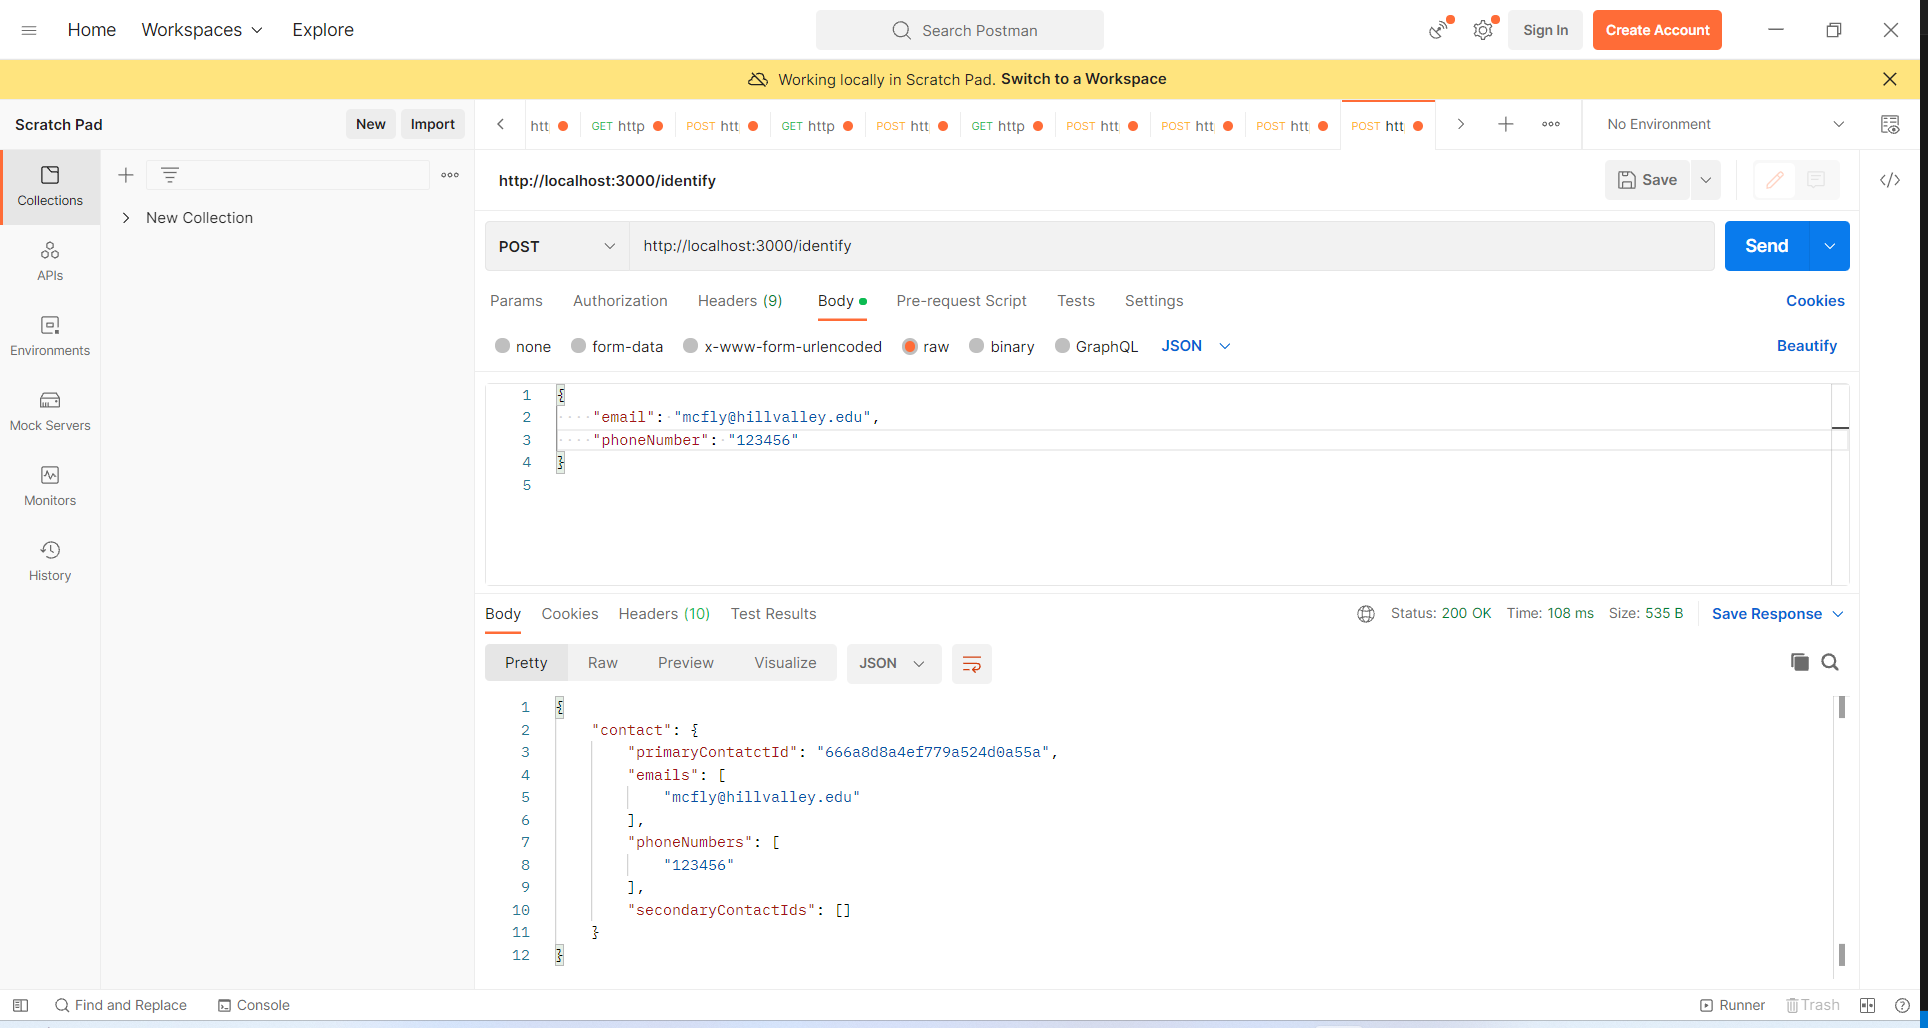 Home Workspaces Explore Search Postman Sign In Create Account
Working locally in Scratch Pad. Switch to a Workspace
Scratch Pad New Import htt GET http POST htt GET http POST htt GET http POST htt POST htt POST htt POST htt No Environment
Collections
New Collection
APIs
Environments
Mock Servers
Monitors
History
http://localhost:3000/identify Save </>
POST http://localhost:3000/identify Send
Params Authorization Headers (9) Body Pre-request Script Tests Settings Cookies
none form-data x-www-form-urlencoded raw binary GraphQL JSON Beautify
1 {
2 "email": "mcfly@hillvalley.edu",
3 "phoneNumber": "123456"
4 }
5
Body Cookies Headers (10) Test Results Status: 200 OK Time: 108 ms Size: 535 B Save Response
Pretty Raw Preview Visualize JSON
1 {
2 "contact": {
3 "primaryContatctId": "666a8d8a4ef779a524d0a55a",
4 "emails": [
5 "mcfly@hillvalley.edu"
6 ],
7 "phoneNumbers": [
8 "123456"
9 ],
10 "secondaryContactIds": []
11 }
12 }
Find and Replace Console Runner Trash